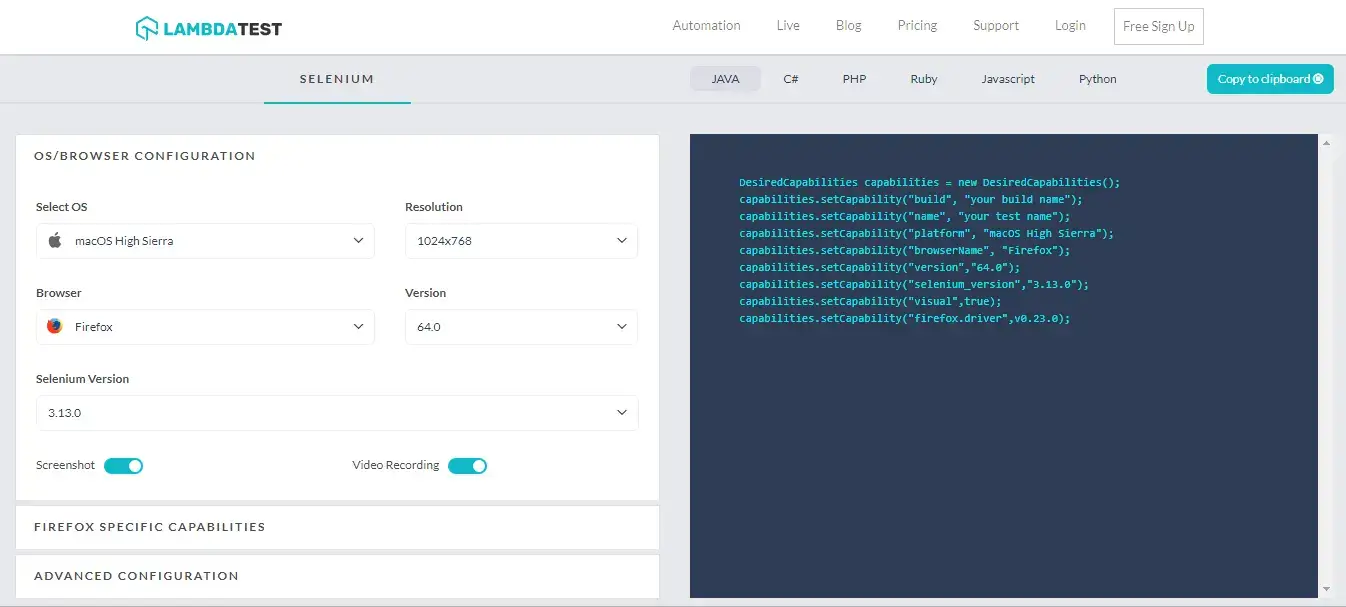 LAMBDATEST
Automation Live Blog Pricing Support Login Free Sign Up
SELENIUM
JAVA C# PHP Ruby Javascript Python Copy to clipboard
OS/BROWSER CONFIGURATION
Select OS Resolution
macOS High Sierra 1024x768
Browser Version
Firefox 64.0
Selenium Version
3.13.0
Screenshot Video Recording
FIREFOX SPECIFIC CAPABILITIES
ADVANCED CONFIGURATION
DesiredCapabilities capabilities = new DesiredCapabilities();
capabilities.setCapability("build", "your build name");
capabilities.setCapability("name", "your test name");
capabilities.setCapability("platform", "macOS High Sierra");
capabilities.setCapability("browserName", "Firefox");
capabilities.setCapability("version","64.0");
capabilities.setCapability("selenium_version","3.13.0");
capabilities.setCapability("visual",true);
capabilities.setCapability("firefox.driver",v0.23.0);